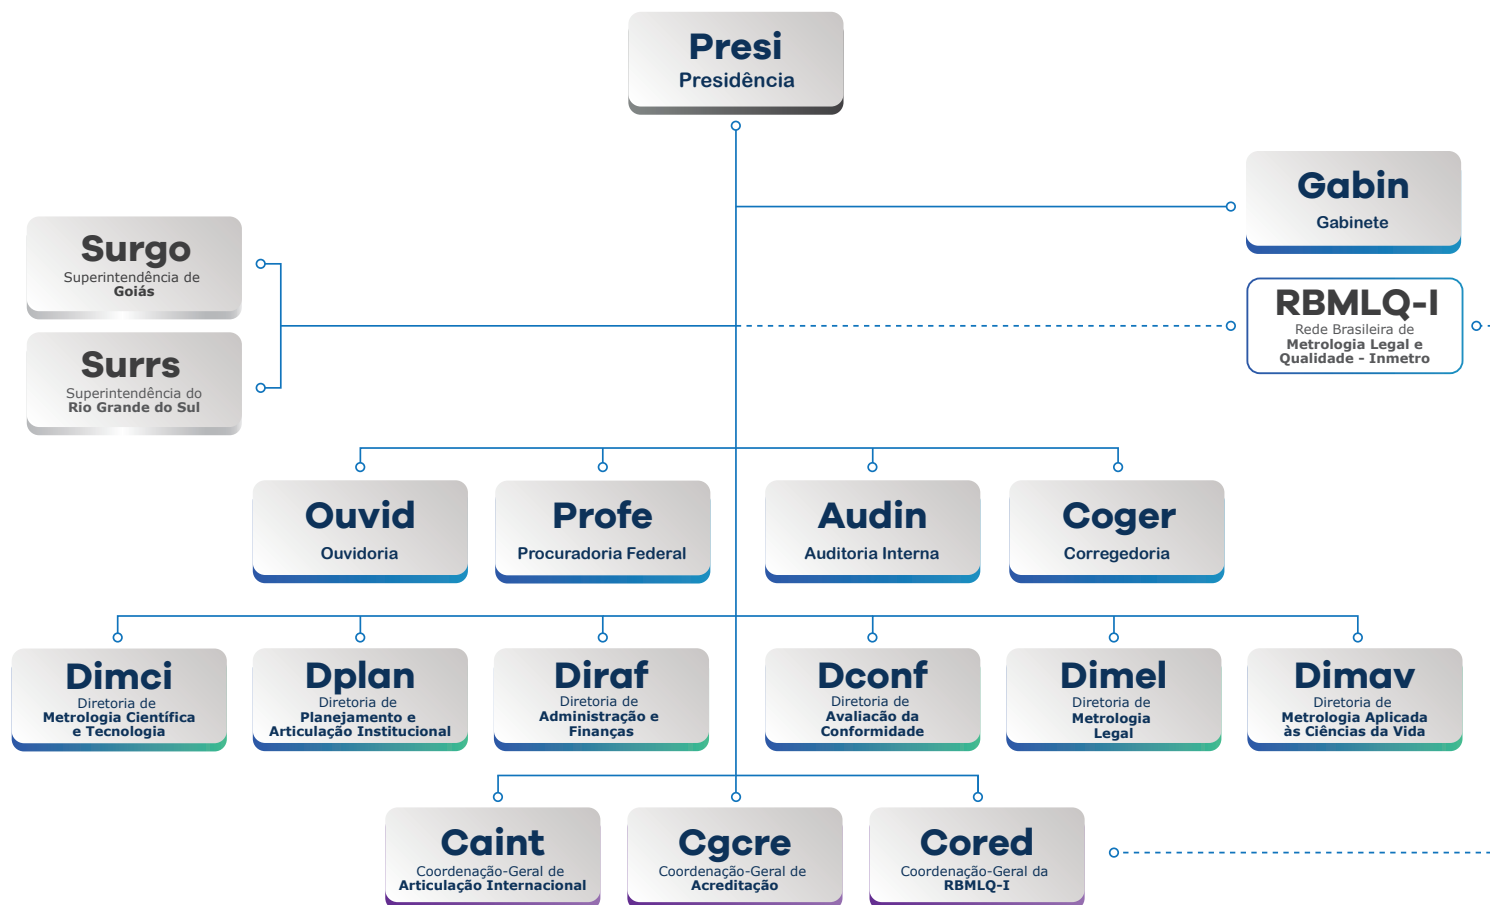 Presi
Presidência
Gabin
Gabinete
Surgo
Superintendência de
Goiás
RBMLQ-I
Rede Brasileira de
Metrologia Legal e
Qualidade - Inmetro
Surrs
Superintendência do
Rio Grande do Sul
Ouvid
Ouvidoria
Profe
Procuradoria Federal
Audin
Auditoria Interna
Coger
Corregedoria
Dimci
Diretoria de
Metrologia Científica
e Tecnologia
Dplan
Diretoria de
Planejamento e
Articulação Institucional
Diraf
Diretoria de
Administração e
Finanças
Dconf
Diretoria de
Avaliacão da
Conformidade
Dimel
Diretoria de
Metrologia
Legal
Dimav
Diretoria de
Metrologia Aplicada
às Ciências da Vida
Caint
Coordenação-Geral de
Articulação Internacional
Cgcre
Coordenação-Geral de
Acreditação
Cored
Coordenação-Geral da
RBMLQ-I